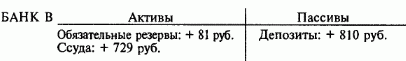 БАНК В Активы Пассивы
Обязательные резервы: + 81 руб. Депозиты: + 810 руб.
Ссуда: + 729 руб.